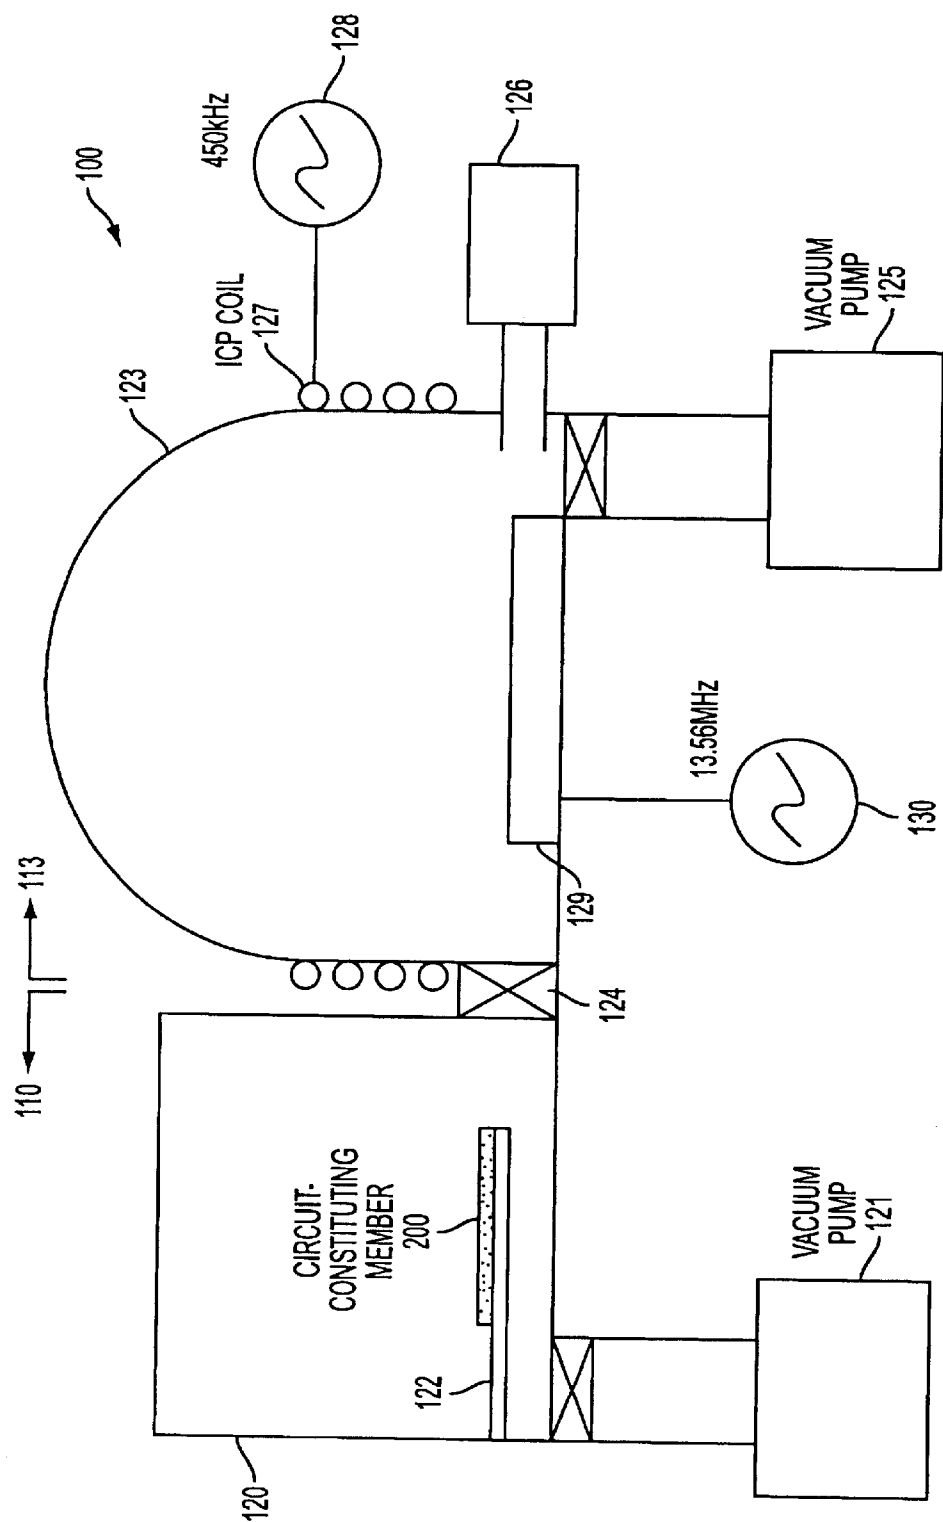 110
113
100
123
ICP COIL
127
450kHz
128
126
120
CIRCUIT-
CONSTITUTING
MEMBER
200
122
124
129
13.56MHz
130
VACUUM
PUMP
121
VACUUM
PUMP
125